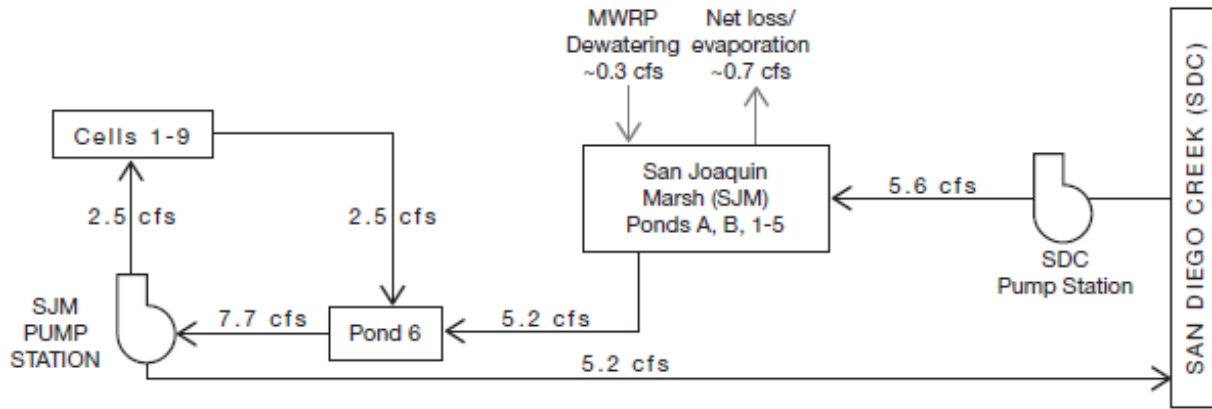 MWRP
Dewatering
~0.3 cfs
Net loss/
evaporation
~0.7 cfs
Cells 1-9
2.5 cfs
2.5 cfs
San Joaquin
Marsh (SJM)
Ponds A, B, 1-5
5.6 cfs
SDC
Pump Station
SAN DIEGO CREEK (SDC)
SJM
PUMP
STATION
7.7 cfs
Pond 6
5.2 cfs
5.2 cfs